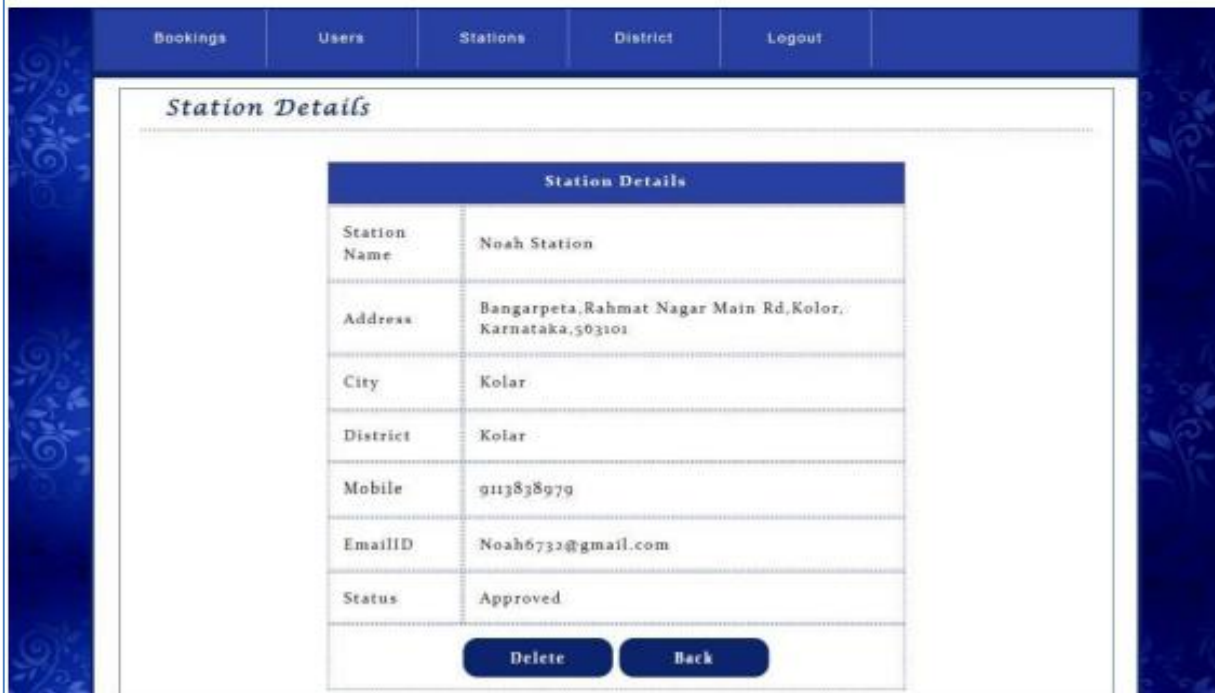 Bookings Users Stations District Logout
Station Details
Station Details
Station Name Noah Station
Address Bangarpeta,Rahmat Nagar Main Rd,Kolor,
Karnataka,563101
City Kolar
District Kolar
Mobile 9113838979
EmailID Noah6732@gmail.com
Status Approved
Delete Back